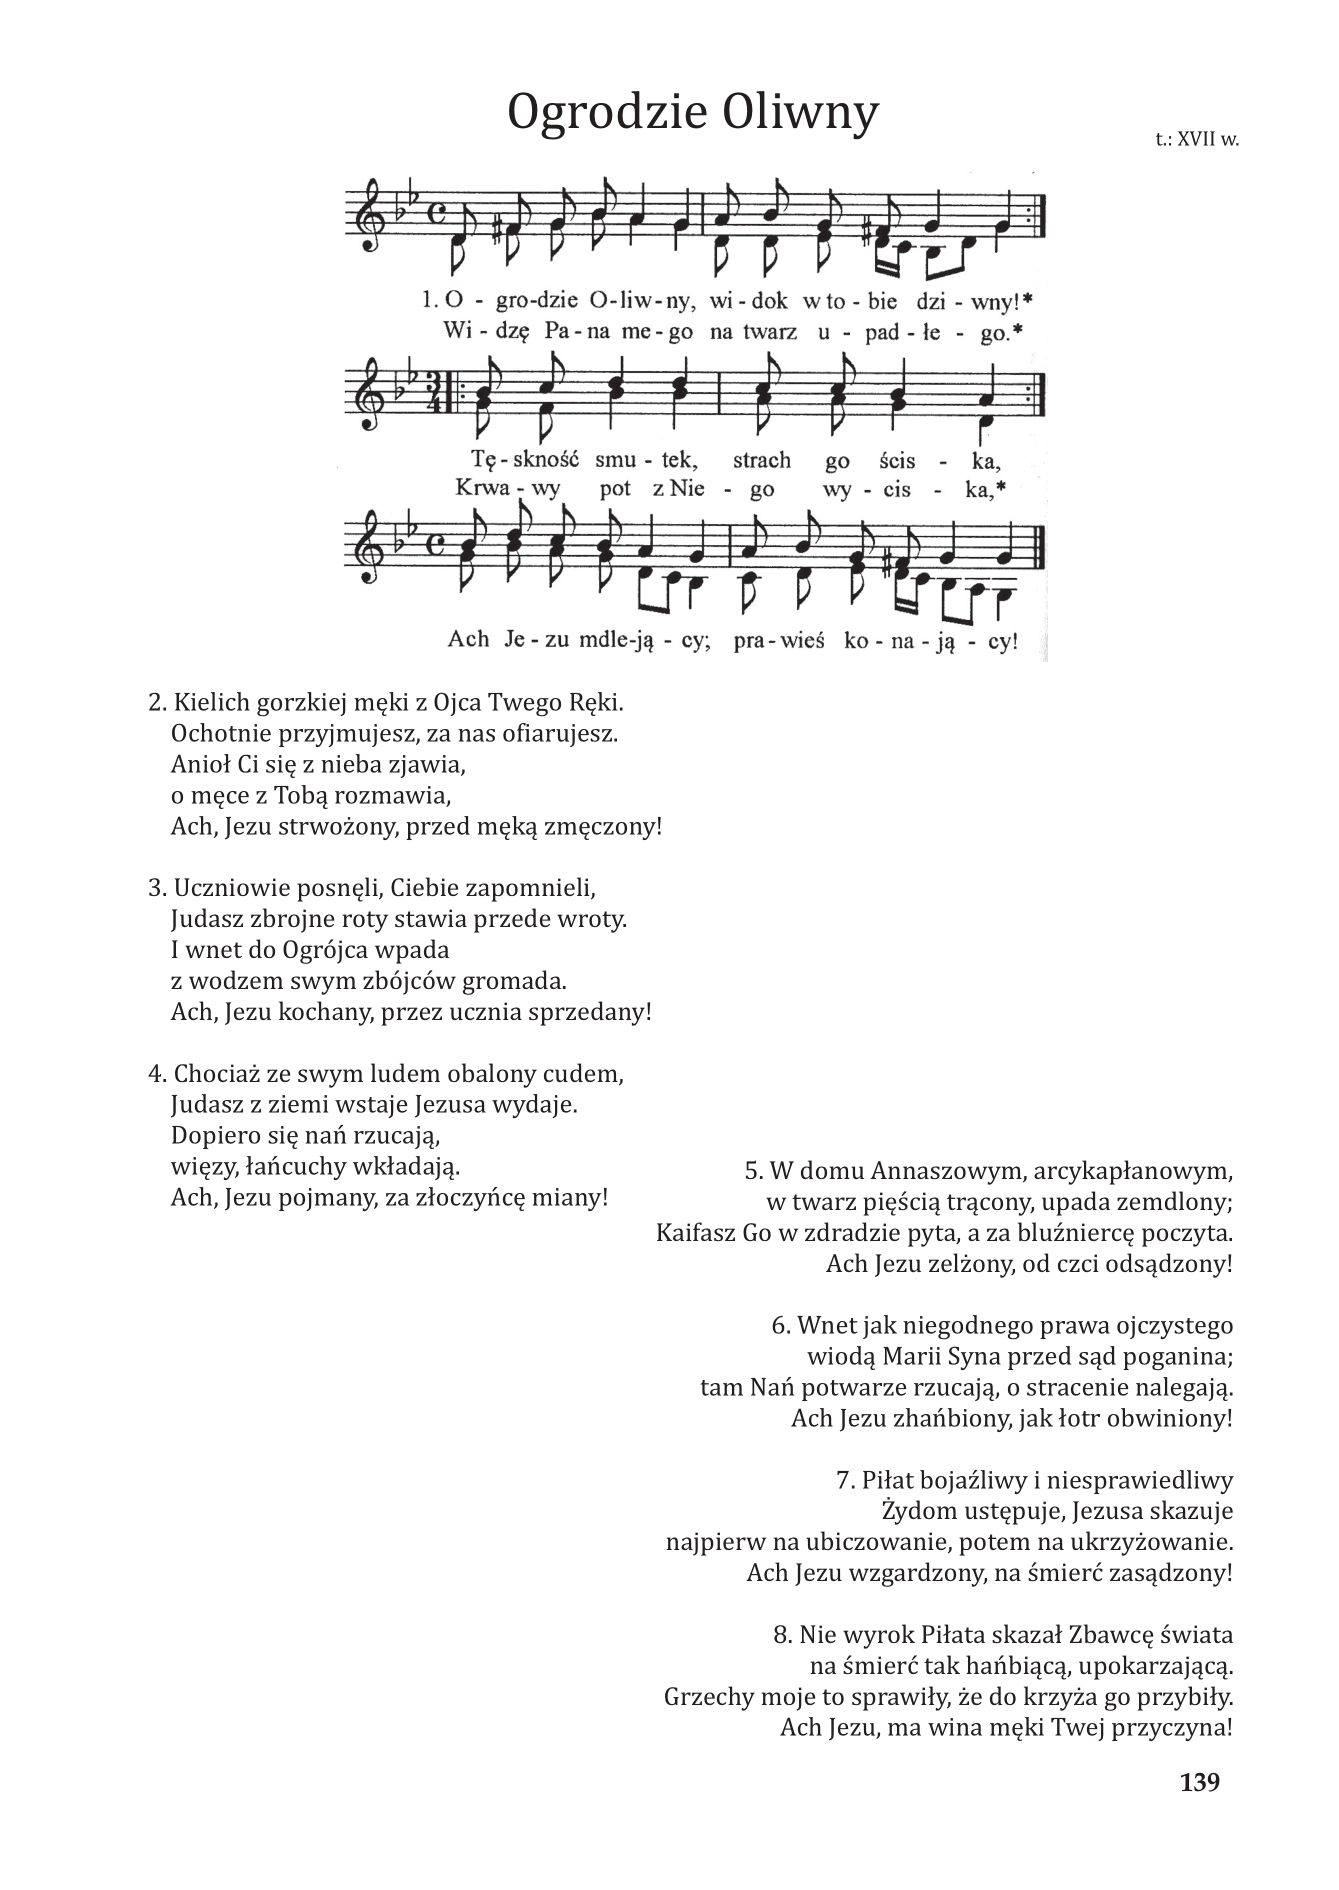 Ogrodzie Oliwny
t.: XVII w.
1. O - gro-dzie O-liw-ny, wi-dok w to - bie dzi - wny!*
Wi - dzę Pa - na me - go na twarz u - pad - łe - go.*
Tę - skność smu - tek, strach go ścis - ka,
Krwa - wy pot z Nie - go wy - cis - ka,*
Ach Je - zu mdle-ją - cy; pra - wieś ko - na - ją - cy!
2. Kielich gorzkiej męki z Ojca Twego Ręki.
Ochotnie przyjmujesz, za nas ofiarujesz.
Anioł Ci się z nieba zjawia,
o męce z Tobą rozmawia,
Ach, Jezu strwożony, przed męką zmęczony!
3. Uczniowie posnęli, Ciebie zapomnieli,
Judasz zbrojne roty stawia przede wroty.
I wnet do Ogrójca wpada
z wodzem swym zbójców gromada.
Ach, Jezu kochany, przez ucznia sprzedany!
4. Chociaż ze swym ludem obalony cudem,
Judasz z ziemi wstaje Jezusa wydaje.
Dopiero się nań rzucają,
więzy, łańcuchy wkładają.
Ach, Jezu pojmany, za złoczyńcę miany!
5. W domu Annaszowym, arcykapłanowym,
w twarz pięścią trącony, upada zemdlony;
Kaifasz Go w zdradzie pyta, a za bluźniercę poczyta.
Ach Jezu zelżony, od czci odsądzony!
6. Wnet jak niegodnego prawa ojczystego
wiodą Marii Syna przed sąd poganina;
tam Nań potwarze rzucają, o stracenie nalegają.
Ach Jezu zhańbiony, jak łotr obwiniony!
7. Piłat bojaźliwy i niesprawiedliwy
Żydom ustępuje, Jezusa skazuje
najpierw na ubiczowanie, potem na ukrzyżowanie.
Ach Jezu wzgardzony, na śmierć zasądzony!
8. Nie wyrok Piłata skazał Zbawcę świata
na śmierć tak hańbiącą, upokarzającą.
Grzechy moje to sprawiły, że do krzyża go przybiły.
Ach Jezu, ma wina męki Twej przyczyna!
139